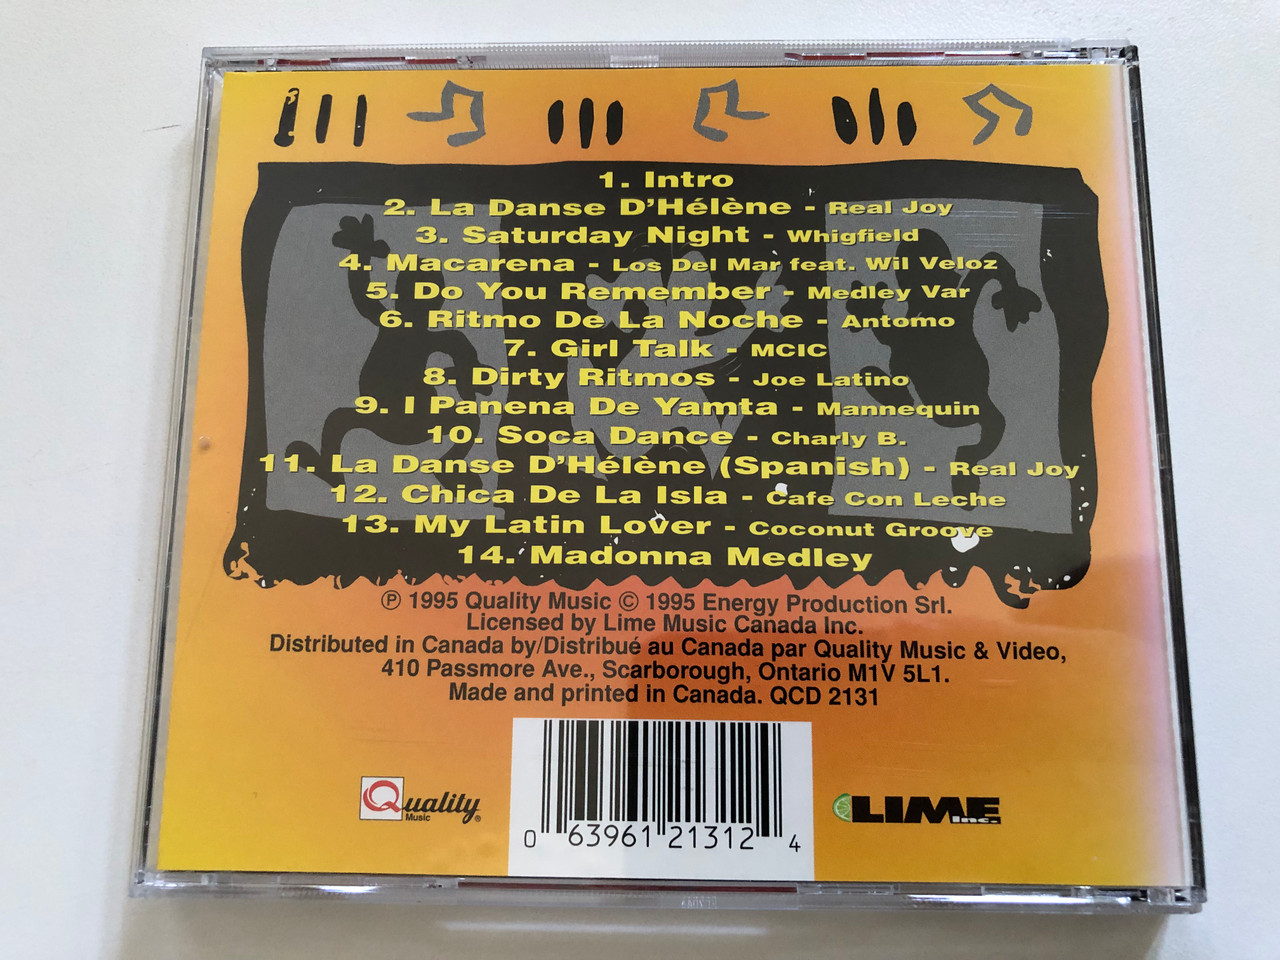 1. Intro
2. La Danse D'Hélène - Real Joy
3. Saturday Night - Whigfield
4. Macarena - Los Del Mar feat. Wil Veloz
5. Do You Remember - Medley Var
6. Ritmo De La Noche - Antomo
7. Girl Talk - MCIC
8. Dirty Ritmos - Joe Latino
9. I Panena De Yamta - Mannequin
10. Soca Dance - Charly B.
11. La Danse D'Hélène (Spanish) - Real Joy
12. Chica De La Isla - Cafe Con Leche
13. My Latin Lover - Coconut Groove
14. Madonna Medley
℗ 1995 Quality Music © 1995 Energy Production Srl.
Licensed by Lime Music Canada Inc.
Distributed in Canada by/Distribué au Canada par Quality Music & Video,
410 Passmore Ave., Scarborough, Ontario M1V 5L1.
Made and printed in Canada. QCD 2131
Quality®
Music
LIME
Inc.
0 63961 21312 4